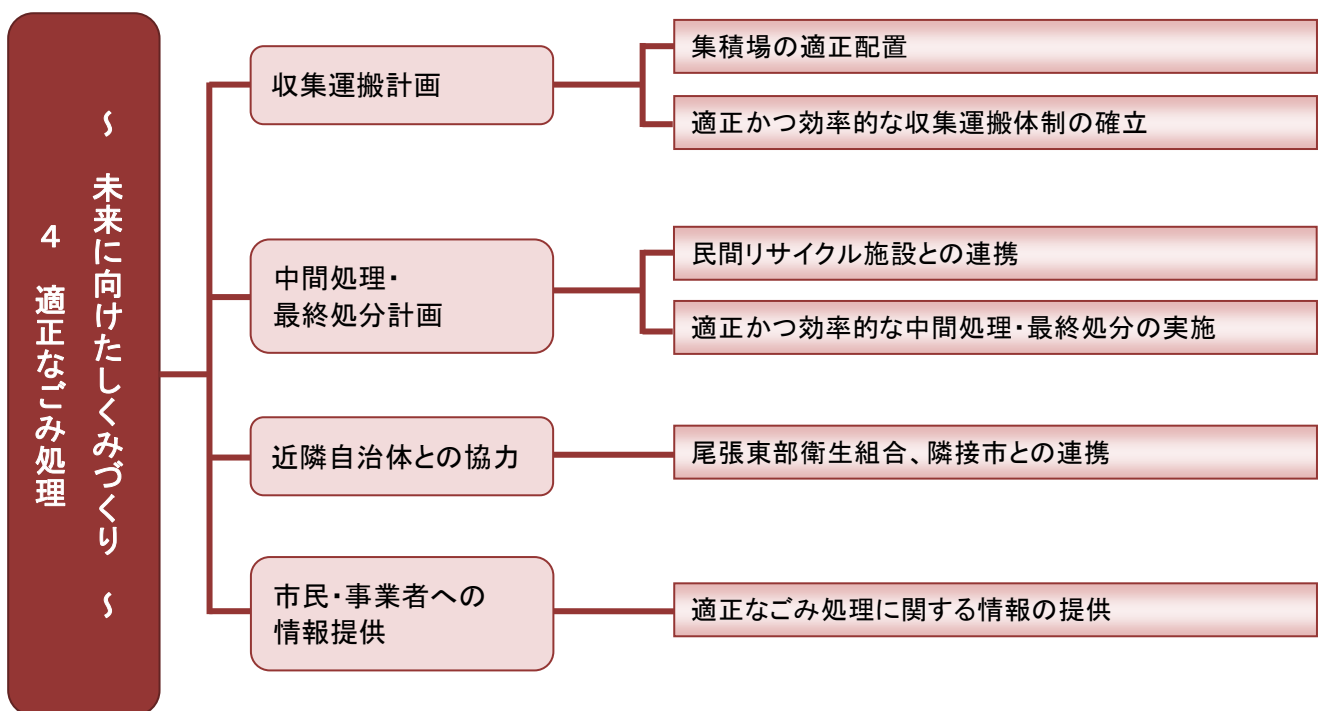 4　適正なごみ処理
～　未来に向けたしくみづくり　～
収集運搬計画
集積場の適正配置
適正かつ効率的な収集運搬体制の確立
中間処理・
最終処分計画
民間リサイクル施設との連携
適正かつ効率的な中間処理・最終処分の実施
近隣自治体との協力
尾張東部衛生組合、隣接市との連携
市民・事業者への
情報提供
適正なごみ処理に関する情報の提供